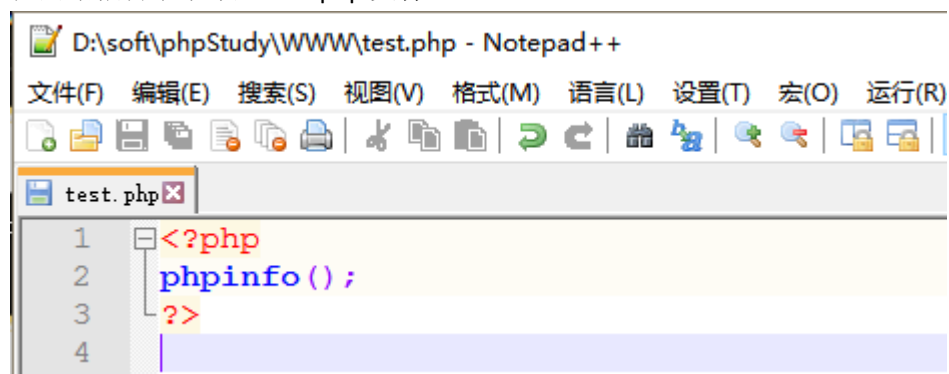 D:\soft\phpStudy\WWW\test.php - Notepad++
文件(F) 编辑(E) 搜索(S) 视图(V) 格式(M) 语言(L) 设置(T) 宏(O) 运行(R)
test.php
1 <?php
2 phpinfo();
3 ?>
4